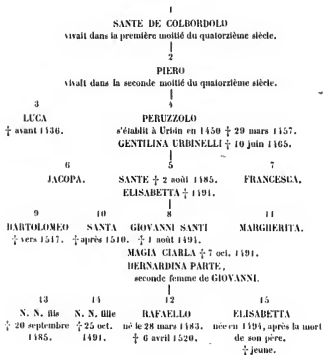 1
SANTE DE COLBORDOLO
vivait dans la première moitié du quatorzième siècle.
2
PIERO
vivait dans la seconde moitié du quatorzième siècle.
3 4
LUCA PERUZZOLO
‡ avant 1436. s'établit à Urbin en 1450 ‡ 29 mars 1457.
GENTILINA URBINELLI ‡ 10 juin 1465.
6 5 7
JACOPA. SANTE ‡ 2 août 1485. FRANCESCA.
ELISABETTA ‡ 1491.
9 10 8 11
BARTOLOMEO SANTA GIOVANNI SANTI MARGHERITA.
‡ vers 1517. ‡ après 1510. ‡ 1 août 1494.
MAGIA CIARLA ‡ 7 oct. 1491.
BERNARDINA PARTE,
seconde femme de GIOVANNI.
13 14 12 15
N. N. fils N. N. fille RAFAELLO ELISABETTA
‡ 20 septembre ‡ 25 oct. né le 28 mars 1483. née en 1494, après la mort
1485. 1491. ‡ 6 avril 1520. de son père,
‡ jeune.